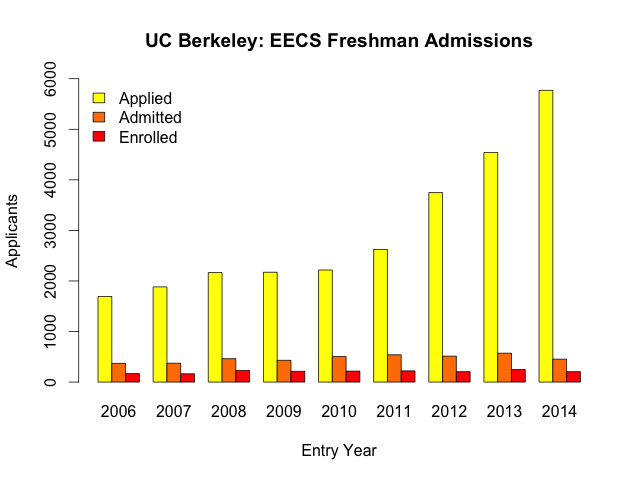 UC Berkeley: EECS Freshman Admissions
Applied
Admitted
Enrolled
Applicants
6000
5000
4000
3000
2000
1000
0
2006 2007 2008 2009 2010 2011 2012 2013 2014
Entry Year